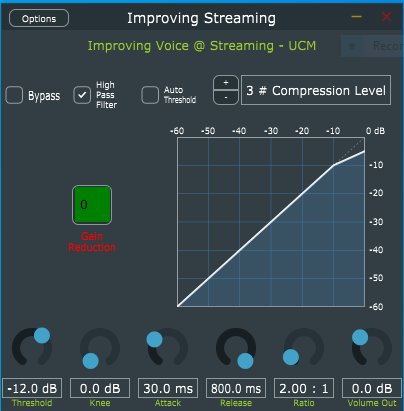 Options
Improving Streaming
Improving Voice @ Streaming - UCM
Recor
Bypass
High
Pass
Filter
Auto
Threshold
+
-
3 # Compression Level
-60 -50 -40 -30 -20 -10 0 dB
-10
-20
-30
-40
-50
-60
0
Gain
Reduction
-12.0 dB 0.0 dB 30.0 ms 800.0 ms 2.00 : 1 0.0 dB
Threshold Knee Attack Release Ratio Volume Out